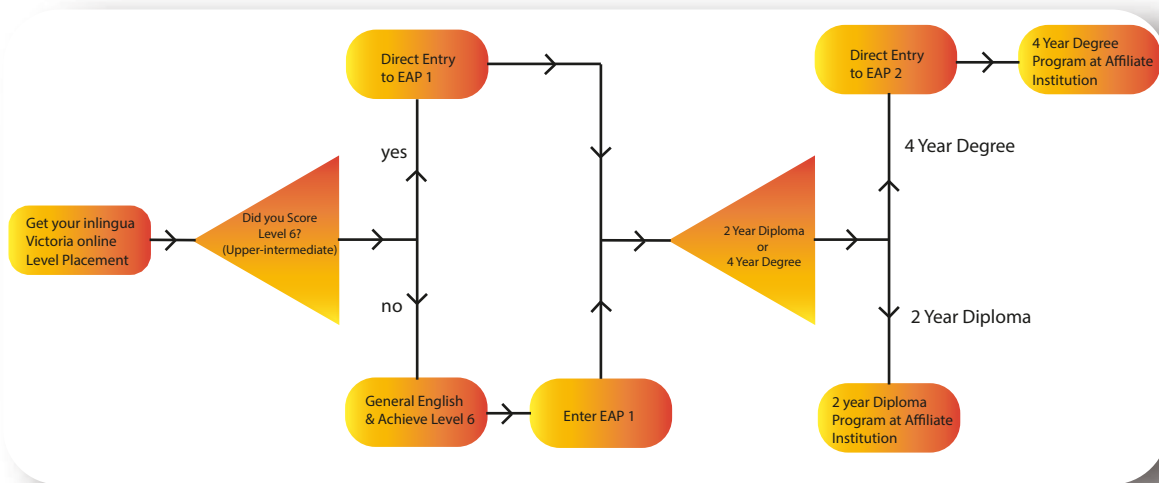 Get your inlingua
Victoria online
Level Placement
Did you Score
Level 6?
(Upper-intermediate)
yes
Direct Entry
to EAP 1
no
General English
& Achieve Level 6
Enter EAP 1
2 Year Diploma
or
4 Year Degree
4 Year Degree
Direct Entry
to EAP 2
4 Year Degree
Program at Affiliate
Institution
2 Year Diploma
2 year Diploma
Program at Affiliate
Institution